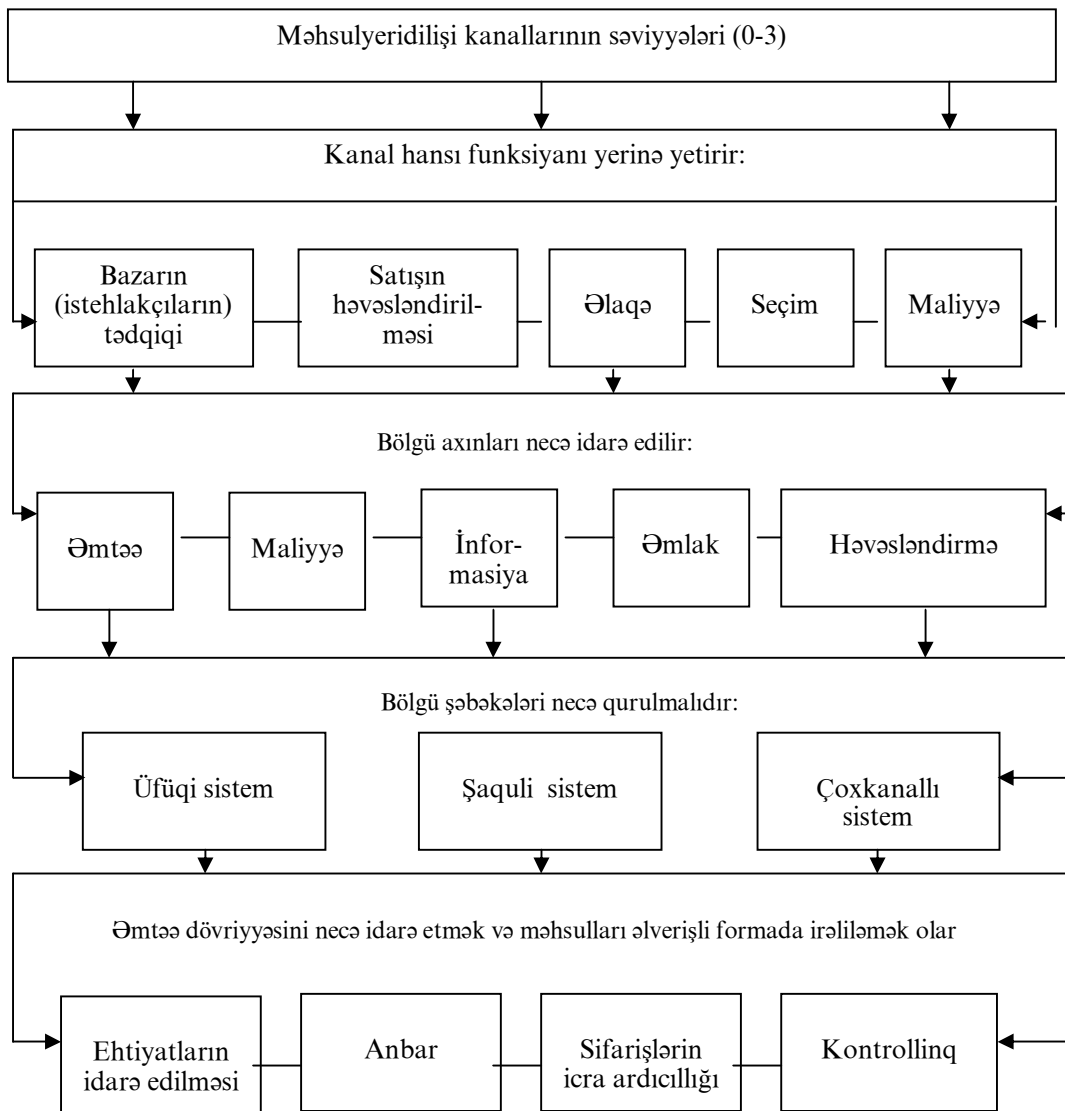 Məhsulyeridilişi kanallarının səviyyələri (0-3)
Kanal hansı funksiyanı yerinə yetirir:
Bazarın
(istehlakçıların)
tədqiqi
Satışın
həvəsləndiril-
məsi
Əlaqə
Seçim
Maliyyə
Bölgü axınları necə idarə edilir:
Əmtəə
Maliyyə
İnfor-
masiya
Əmlak
Həvəsləndirmə
Bölgü şəbəkələri necə qurulmalıdır:
Üfüqi sistem
Şaquli sistem
Çoxkanallı
sistem
Əmtəə dövriyyəsini necə idarə etmək və məhsulları əlverişli formada irəliləmək olar
Ehtiyatların
idarə edilməsi
Anbar
Sifarişlərin
icra ardıcıllığı
Kontrollinq